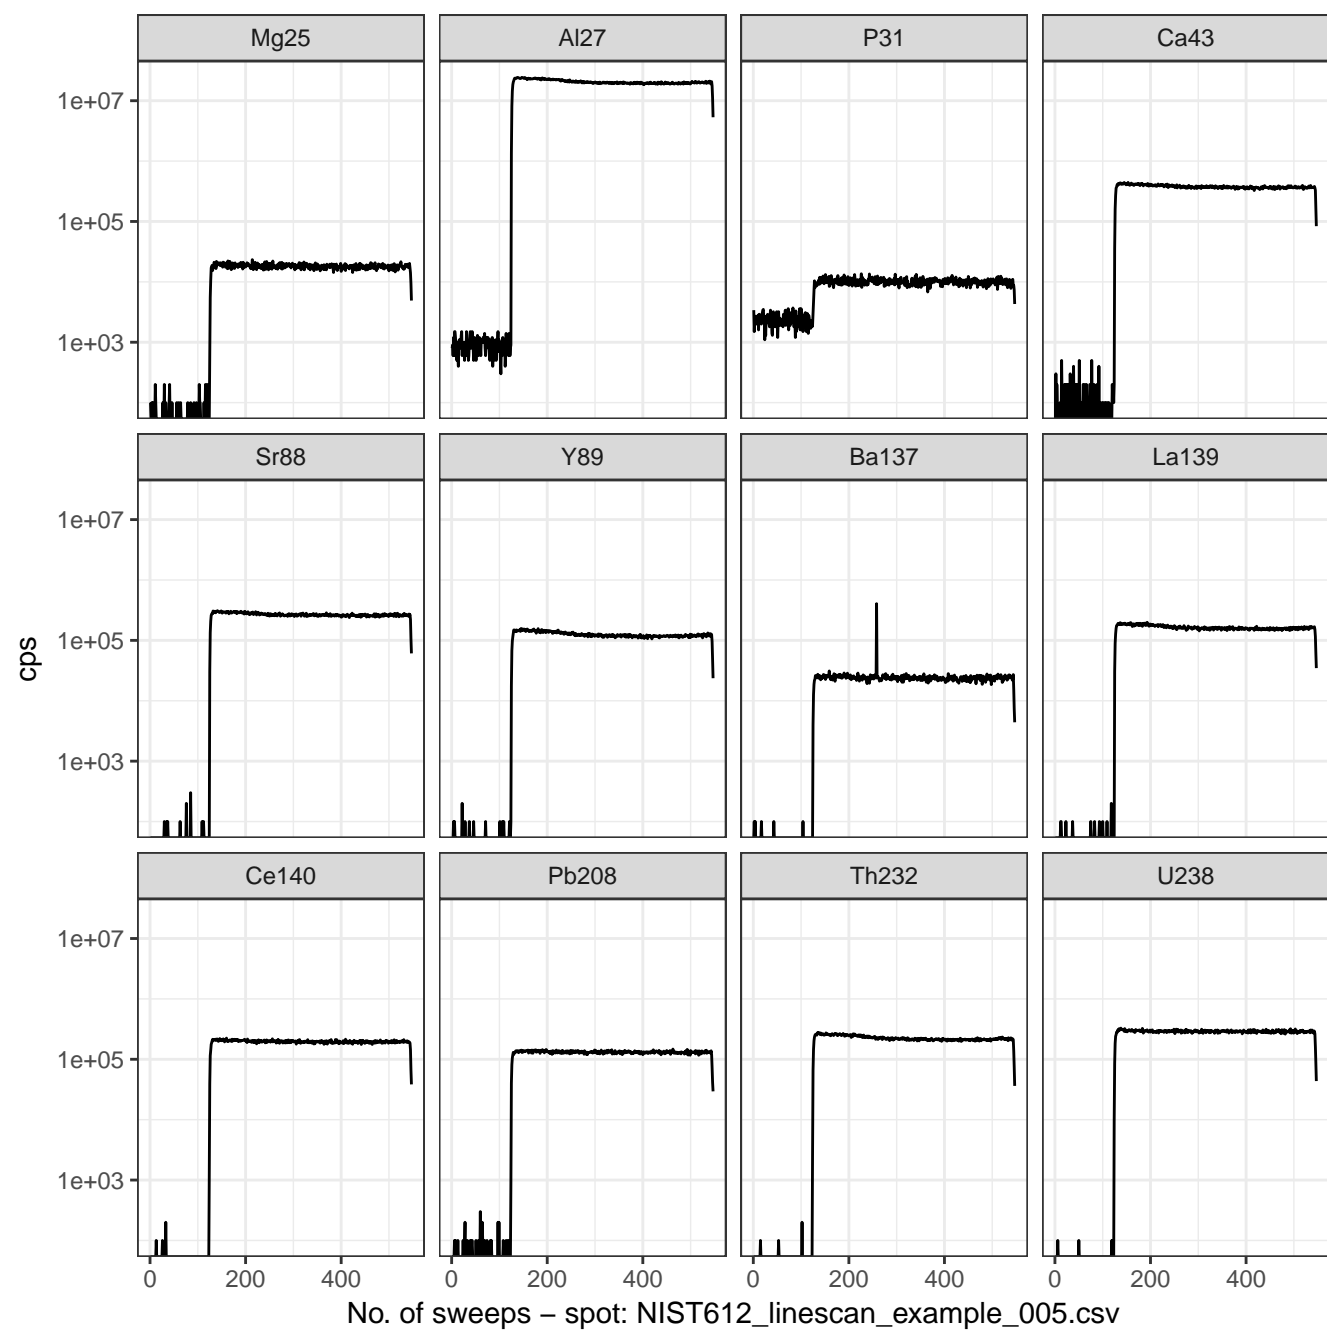 Mg25 Al27 P31 Ca43
1e+07
1e+05
1e+03
Sr88 Y89 Ba137 La139
1e+07
1e+05
1e+03
cps
Ce140 Pb208 Th232 U238
1e+07
1e+05
1e+03
0 200 400 0 200 400 0 200 400 0 200 400
No. of sweeps − spot: NIST612_linescan_example_005.csv